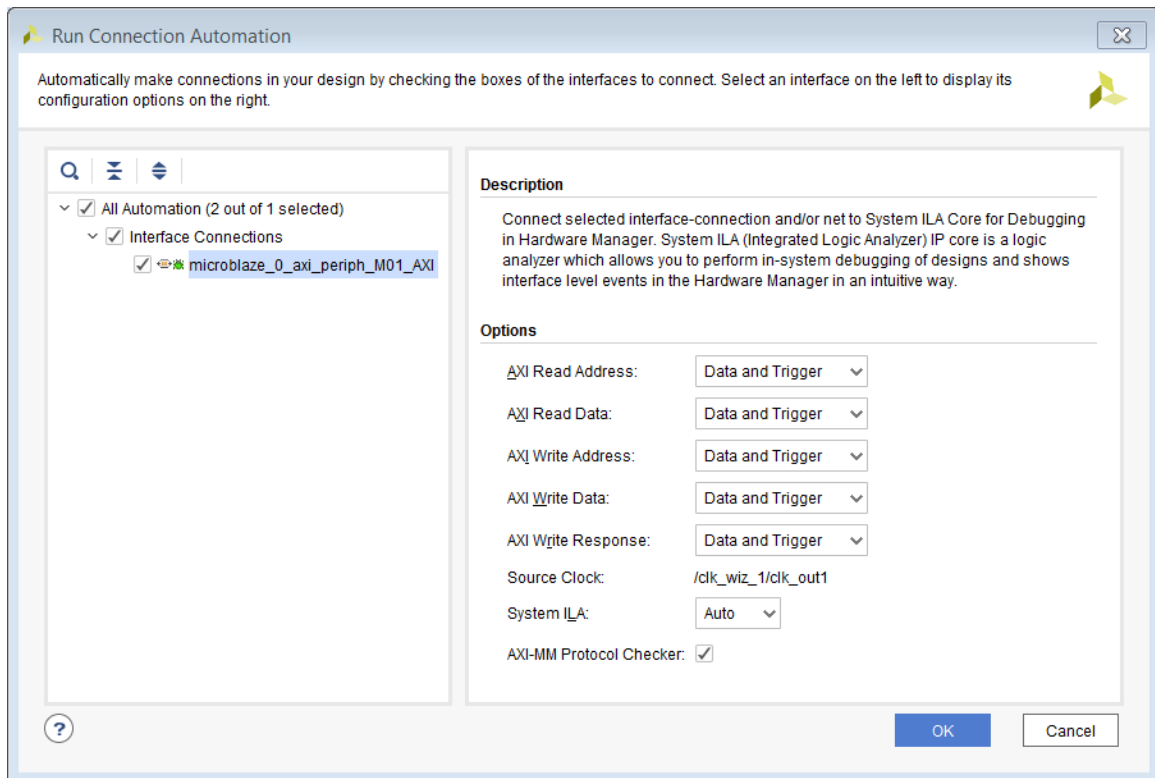 Run Connection Automation
Automatically make connections in your design by checking the boxes of the interfaces to connect. Select an interface on the left to display its
configuration options on the right.
All Automation (2 out of 1 selected)
Interface Connections
microblaze_0_axi_periph_M01_AXI
Description
Connect selected interface-connection and/or net to System ILA Core for Debugging
in Hardware Manager. System ILA (Integrated Logic Analyzer) IP core is a logic
analyzer which allows you to perform in-system debugging of designs and shows
interface level events in the Hardware Manager in an intuitive way.
Options
AXI Read Address: Data and Trigger
AXI Read Data: Data and Trigger
AXI Write Address: Data and Trigger
AXI Write Data: Data and Trigger
AXI Write Response: Data and Trigger
Source Clock: /clk_wiz_1/clk_out1
System ILA: Auto
AXI-MM Protocol Checker:
? OK Cancel